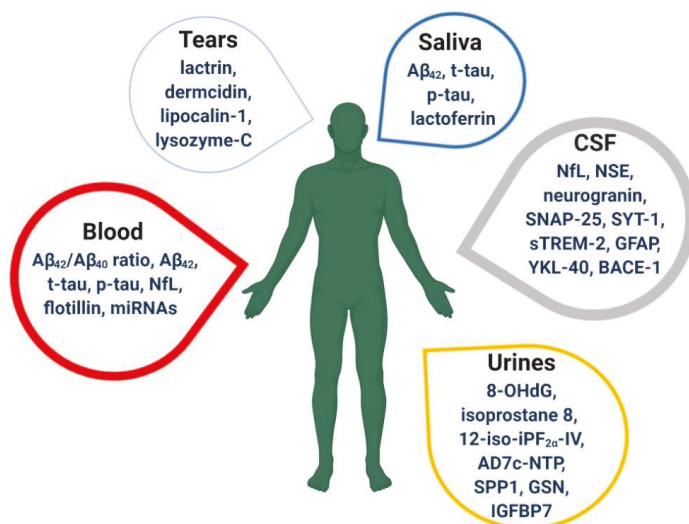 Tears
lactrin,
dermcidin,
lipocalin-1,
lysozyme-C
Saliva
Aβ₄₂, t-tau,
p-tau,
lactoferrin
CSF
NfL, NSE,
neurogranin,
SNAP-25, SYT-1,
sTREM-2, GFAP,
YKL-40, BACE-1
Blood
Aβ₄₂/Aβ₄₀ ratio, Aβ₄₂,
t-tau, p-tau, NfL,
flotillin, miRNAs
Urines
8-OHdG,
isoprostane 8,
12-iso-iPF₂α-IV,
AD7c-NTP,
SPP1, GSN,
IGFBP7